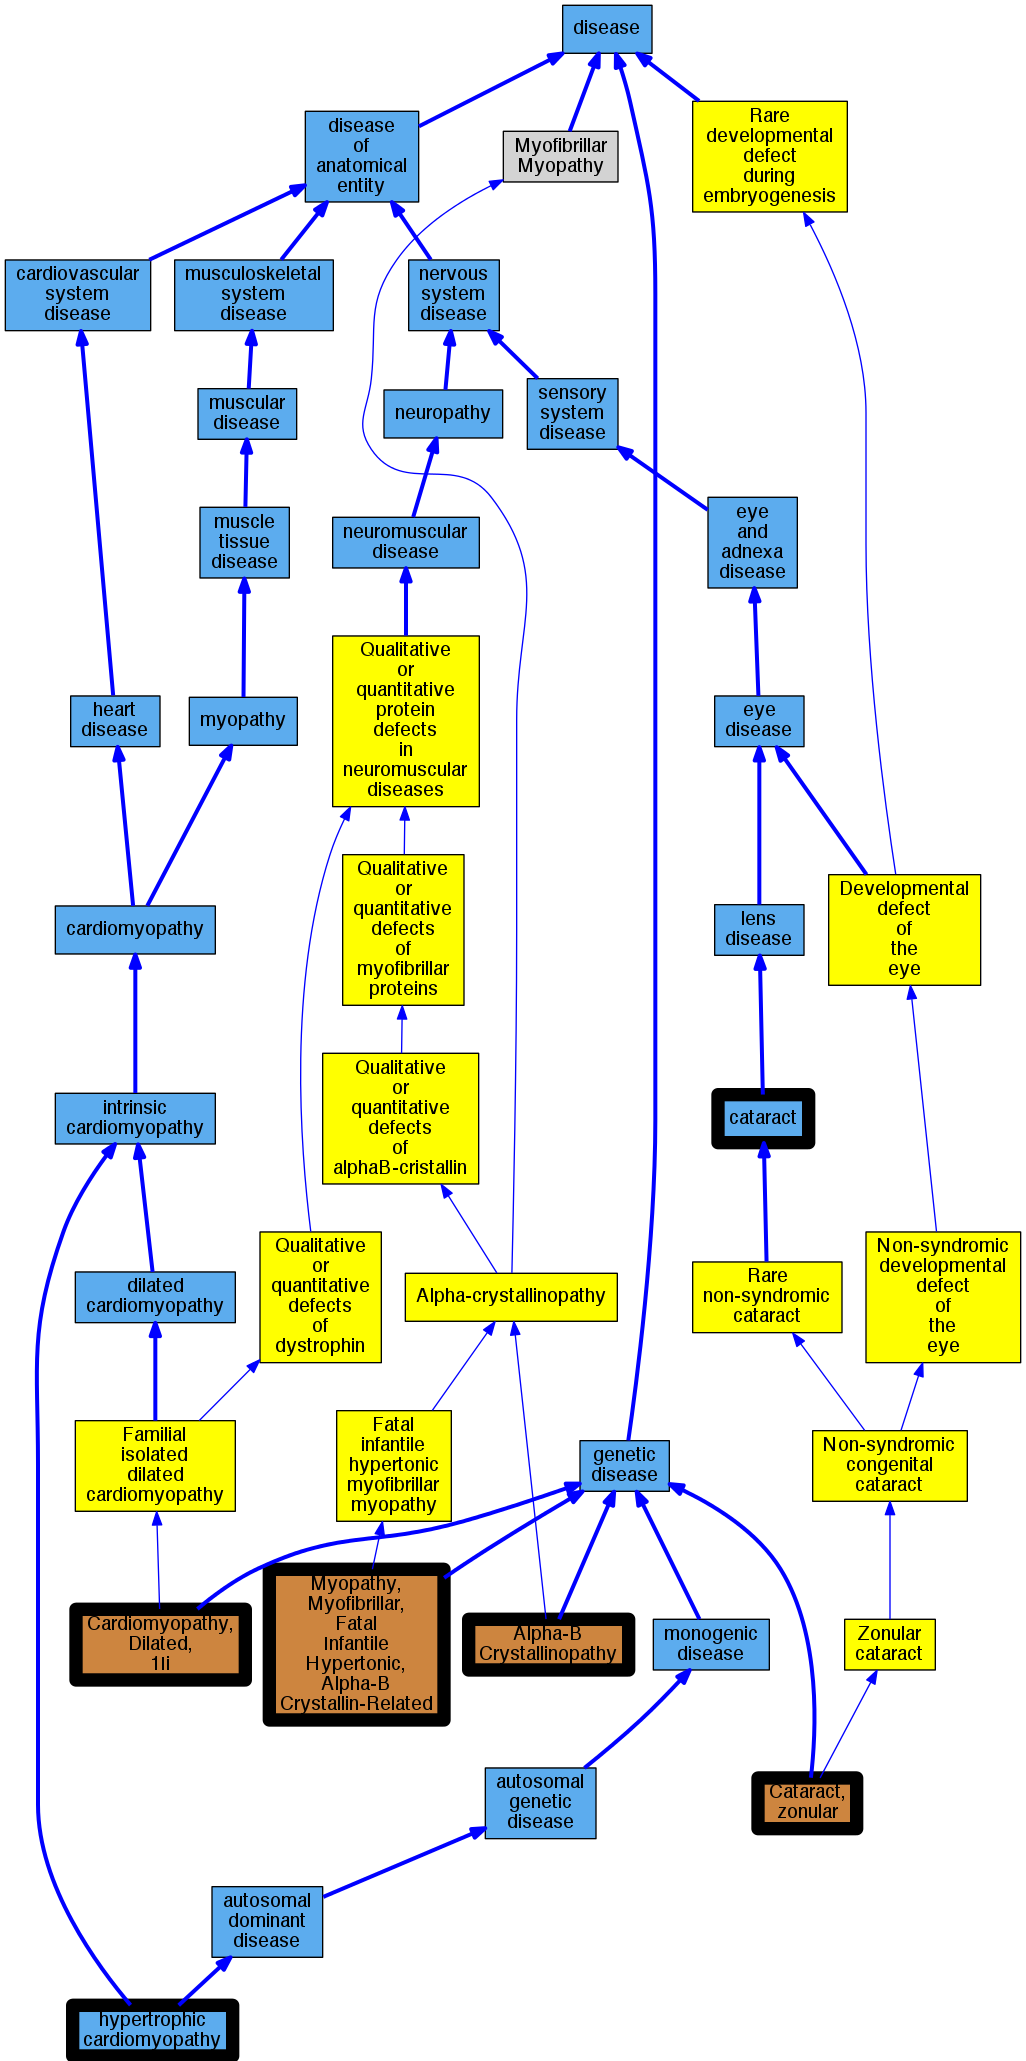 disease
disease
of
anatomical
entity
Myofibrillar
Myopathy
Rare
developmental
defect
during
embryogenesis
cardiovascular
system
disease
musculoskeletal
system
disease
nervous
system
disease
muscular
disease
neuropathy
sensory
system
disease
muscle
tissue
disease
neuromuscular
disease
eye
and
adnexa
disease
Qualitative
or
quantitative
protein
defects
in
neuromuscular
diseases
heart
disease
myopathy
eye
disease
Qualitative
or
quantitative
defects
of
myofibrillar
proteins
Developmental
defect
of
the
eye
cardiomyopathy
lens
disease
Qualitative
or
quantitative
defects
of
alphaB-cristallin
intrinsic
cardiomyopathy
cataract
Qualitative
or
quantitative
defects
of
dystrophin
Non-syndromic
developmental
defect
of
the
eye
dilated
cardiomyopathy
Alpha-crystallinopathy
Rare
non-syndromic
cataract
Familial
isolated
dilated
cardiomyopathy
Fatal
infantile
hypertonic
myofibrillar
myopathy
genetic
disease
Non-syndromic
congenital
cataract
Cardiomyopathy,
Dilated,
1Ii
Myopathy,
Myofibrillar,
Fatal
Infantile
Hypertonic,
Alpha-B
Crystallin-Related
Alpha-B
Crystallinopathy
monogenic
disease
Zonular
cataract
autosomal
genetic
disease
Cataract,
zonular
autosomal
dominant
disease
hypertrophic
cardiomyopathy